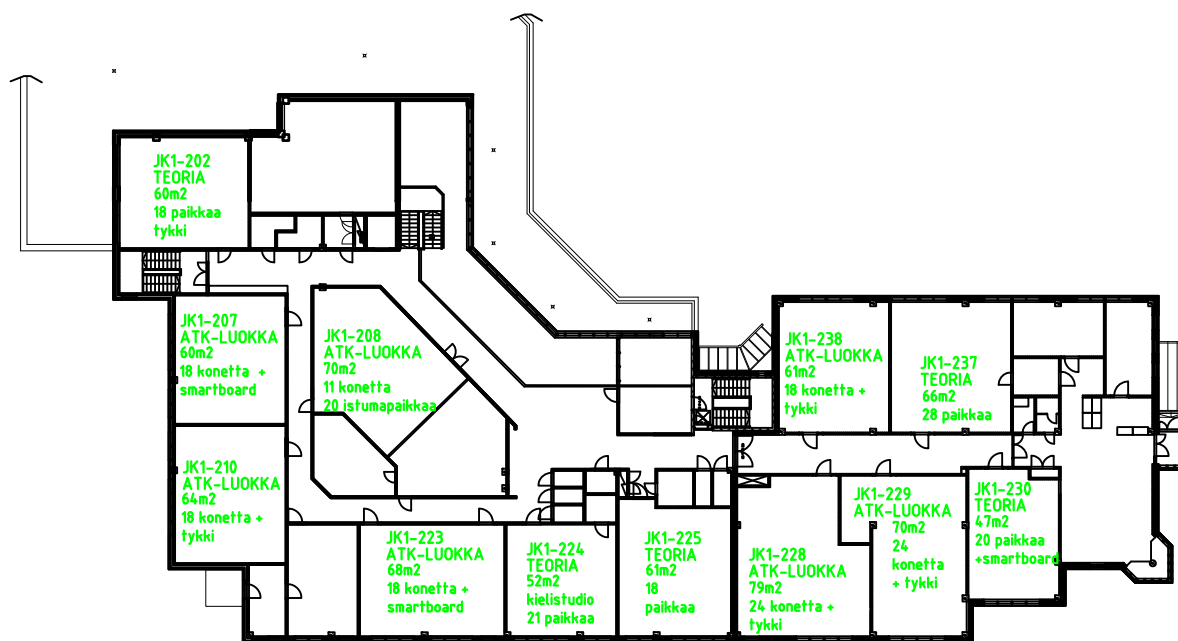 JK1-202
TEORIA
60m2
18 paikkaa
tykki
JK1-207
ATK-LUOKKA
60m2
18 konetta +
smartboard
JK1-208
ATK-LUOKKA
70m2
11 konetta
20 istumapaikkaa
JK1-238
ATK-LUOKKA
61m2
18 konetta +
tykki
JK1-237
TEORIA
66m2
28 paikkaa
JK1-210
ATK-LUOKKA
64m2
18 konetta +
tykki
JK1-223
ATK-LUOKKA
68m2
18 konetta +
smartboard
JK1-224
TEORIA
52m2
kielistudio
21 paikkaa
JK1-225
TEORIA
61m2
18
paikkaa
JK1-228
ATK-LUOKKA
79m2
24 konetta +
tykki
JK1-229
ATK-LUOKKA
70m2
24
konetta
+ tykki
JK1-230
TEORIA
47m2
20 paikkaa
+smartboard